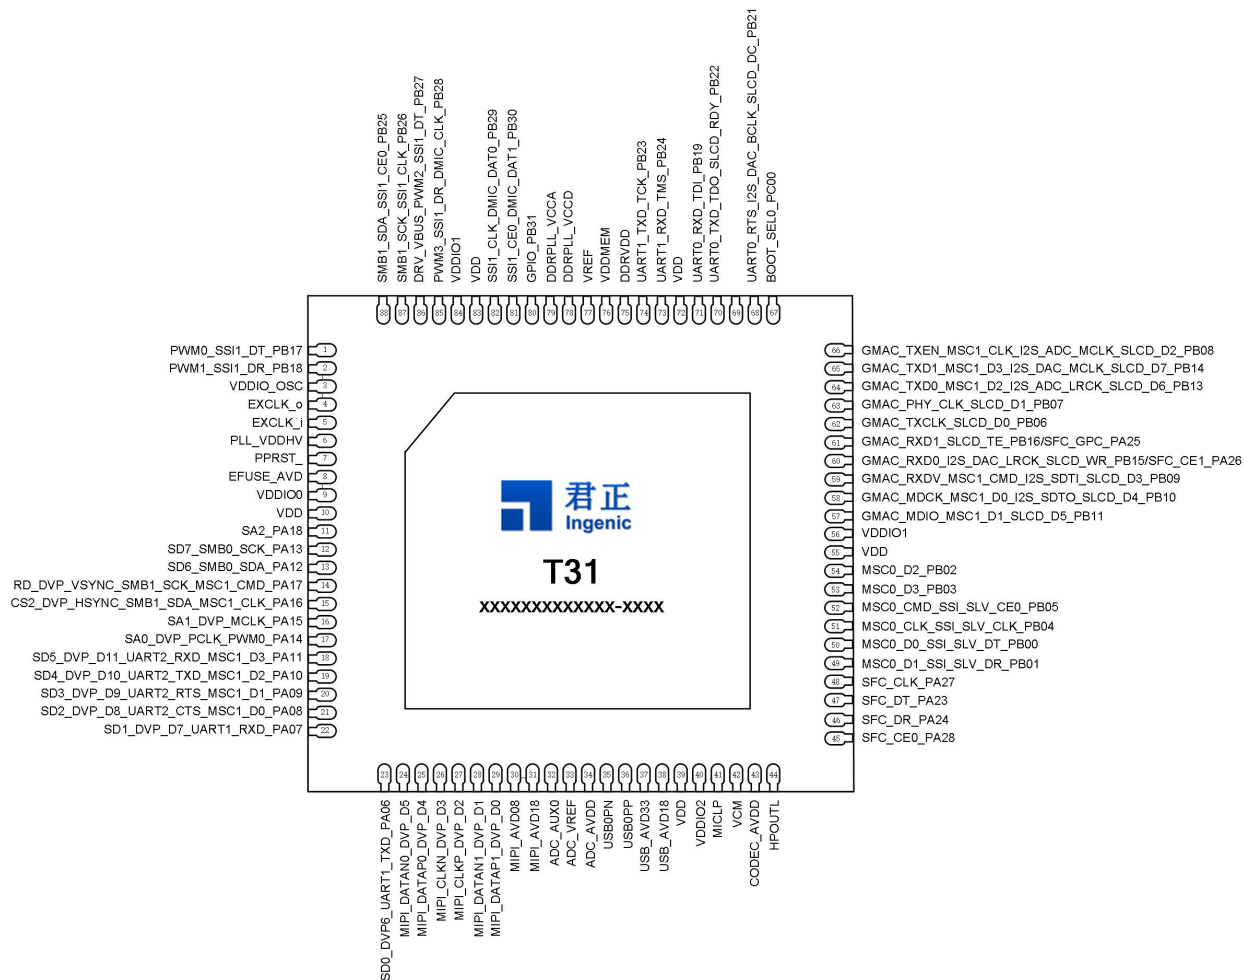 SMB1_SDA_SSI1_CE0_PB25
SMB1_SCK_SSI1_CLK_PB26
DRV_VBUS_PWM2_SSI1_DT_PB27
PWM3_SSI1_DR_DMIC_CLK_PB28
VDDIO1
VDD
SSI1_CLK_DMIC_DAT0_PB29
SSI1_CE0_DMIC_DAT1_PB30
GPIO_PB31
DDRPLL_VCCA
DDRPLL_VCCD
VREF
VDDMEM
DDRVDD
UART1_TXD_TCK_PB23
UART1_RXD_TMS_PB24
VDD
UART0_RXD_TDI_PB19
UART0_TXD_TDO_SLCD_RDY_PB22
UART0_RTS_I2S_DAC_BCLK_SLCD_DC_PB21
BOOT_SEL0_PC00
88 87 86 85 84 83 82 81 80 79 78 77 76 75 74 73 72 71 70 69 68 67
PWM0_SSI1_DT_PB17 1
PWM1_SSI1_DR_PB18 2
VDDIO_OSC 3
EXCLK_o 4
EXCLK_i 5
PLL_VDDHV 6
PPRST_ 7
EFUSE_AVD 8
VDDIO0 9
VDD 10
SA2_PA18 11
SD7_SMB0_SCK_PA13 12
SD6_SMB0_SDA_PA12 13
RD_DVP_VSYNC_SMB1_SCK_MSC1_CMD_PA17 14
CS2_DVP_HSYNC_SMB1_SDA_MSC1_CLK_PA16 15
SA1_DVP_MCLK_PA15 16
SA0_DVP_PCLK_PWM0_PA14 17
SD5_DVP_D11_UART2_RXD_MSC1_D3_PA11 18
SD4_DVP_D10_UART2_TXD_MSC1_D2_PA10 19
SD3_DVP_D9_UART2_RTS_MSC1_D1_PA09 20
SD2_DVP_D8_UART2_CTS_MSC1_D0_PA08 21
SD1_DVP_D7_UART1_RXD_PA07 22
君正
Ingenic
T31
xxxxxxxxxxxxx-xxxx
66 GMAC_TXEN_MSC1_CLK_I2S_ADC_MCLK_SLCD_D2_PB08
65 GMAC_TXD1_MSC1_D3_I2S_DAC_MCLK_SLCD_D7_PB14
64 GMAC_TXD0_MSC1_D2_I2S_ADC_LRCK_SLCD_D6_PB13
63 GMAC_PHY_CLK_SLCD_D1_PB07
62 GMAC_TXCLK_SLCD_D0_PB06
61 GMAC_RXD1_SLCD_TE_PB16/SFC_GPC_PA25
60 GMAC_RXD0_I2S_DAC_LRCK_SLCD_WR_PB15/SFC_CE1_PA26
59 GMAC_RXDV_MSC1_CMD_I2S_SDTI_SLCD_D3_PB09
58 GMAC_MDCK_MSC1_D0_I2S_SDTO_SLCD_D4_PB10
57 GMAC_MDIO_MSC1_D1_SLCD_D5_PB11
56 VDDIO1
55 VDD
54 MSC0_D2_PB02
53 MSC0_D3_PB03
52 MSC0_CMD_SSI_SLV_CE0_PB05
51 MSC0_CLK_SSI_SLV_CLK_PB04
50 MSC0_D0_SSI_SLV_DT_PB00
49 MSC0_D1_SSI_SLV_DR_PB01
48 SFC_CLK_PA27
47 SFC_DT_PA23
46 SFC_DR_PA24
45 SFC_CE0_PA28
23 24 25 26 27 28 29 30 31 32 33 34 35 36 37 38 39 40 41 42 43 44
SD0_DVP6_UART1_TXD_PA06
MIPI_DATAN0_DVP_D5
MIPI_DATAP0_DVP_D4
MIPI_CLKN_DVP_D3
MIPI_CLKP_DVP_D2
MIPI_DATAN1_DVP_D1
MIPI_DATAP1_DVP_D0
MIPI_AVD08
MIPI_AVD18
ADC_AUX0
ADC_VREF
ADC_AVDD
USB0PN
USB0PP
USB_AVD33
USB_AVD18
VDD
VDDIO2
MICLP
VCM
CODEC_AVDD
HPOUTL